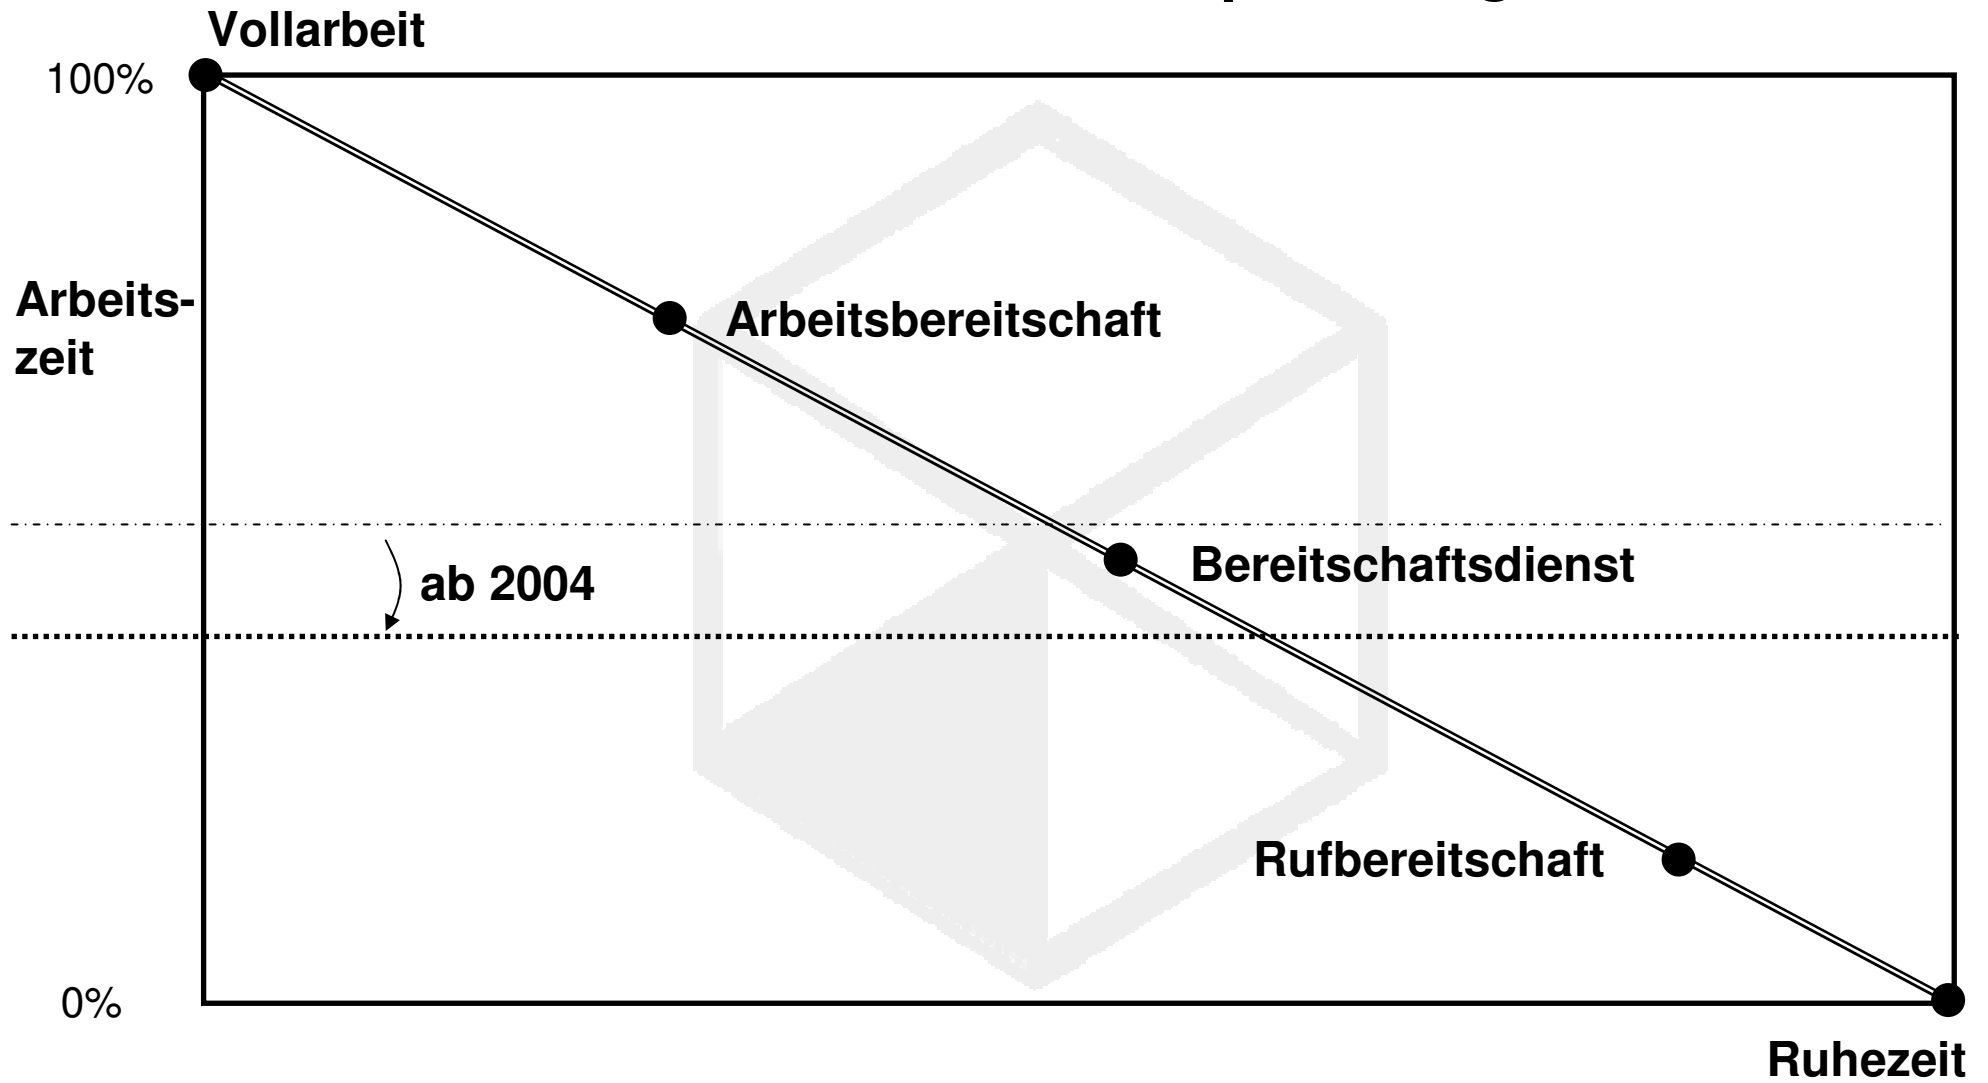 Vollarbeit
100%
Arbeits-
zeit
Arbeitsbereitschaft
Bereitschaftsdienst
ab 2004
Rufbereitschaft
0%
Ruhezeit